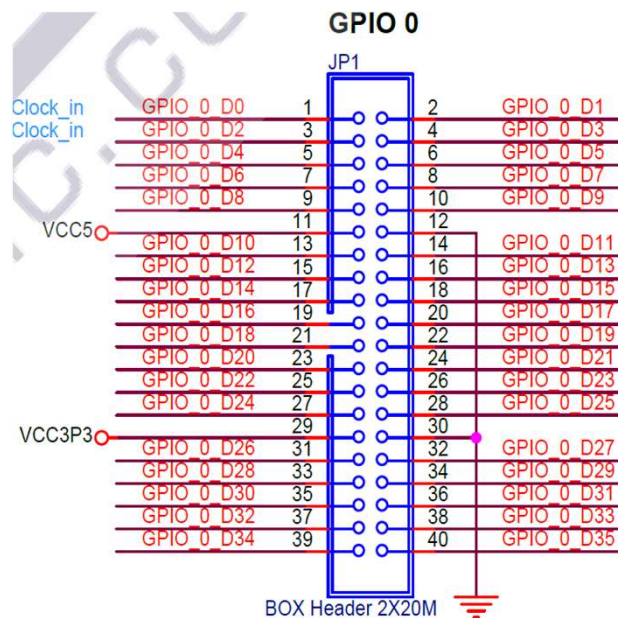 GPIO 0
JP1
Clock_in GPIO_0_D0 1 2 GPIO_0_D1
Clock_in GPIO_0_D2 3 4 GPIO_0_D3
GPIO_0_D4 5 6 GPIO_0_D5
GPIO_0_D6 7 8 GPIO_0_D7
GPIO_0_D8 9 10 GPIO_0_D9
VCC5 11 12
GPIO_0_D10 13 14 GPIO_0_D11
GPIO_0_D12 15 16 GPIO_0_D13
GPIO_0_D14 17 18 GPIO_0_D15
GPIO_0_D16 19 20 GPIO_0_D17
GPIO_0_D18 21 22 GPIO_0_D19
GPIO_0_D20 23 24 GPIO_0_D21
GPIO_0_D22 25 26 GPIO_0_D23
GPIO_0_D24 27 28 GPIO_0_D25
VCC3P3 29 30
GPIO_0_D26 31 32 GPIO_0_D27
GPIO_0_D28 33 34 GPIO_0_D29
GPIO_0_D30 35 36 GPIO_0_D31
GPIO_0_D32 37 38 GPIO_0_D33
GPIO_0_D34 39 40 GPIO_0_D35
BOX Header 2X20M